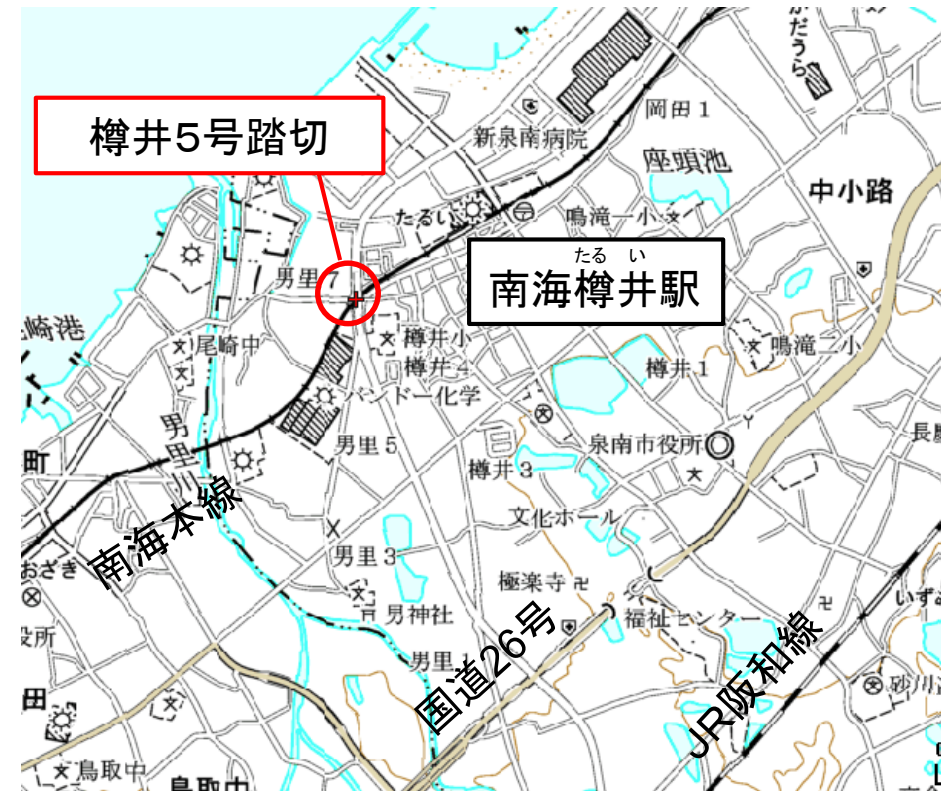 がだうら
岡田1
樽井5号踏切
新泉南病院
座頭池
中小路
たるい
鳴滝一小
たる い
南海樽井駅
男里7
崎港
尾崎中
樽井小
樽井4
樽井1
鳴滝二小
バンドー化学
男里5
泉南市役所
長慶
樽井3
町
男里川
南海本線
文化ホール
男里3
おざき
極楽寺
いずみ
男神社
福祉センター
役所
男里1
国道26号
JR阪和線
砂川
田
鳥取中
鳥取中